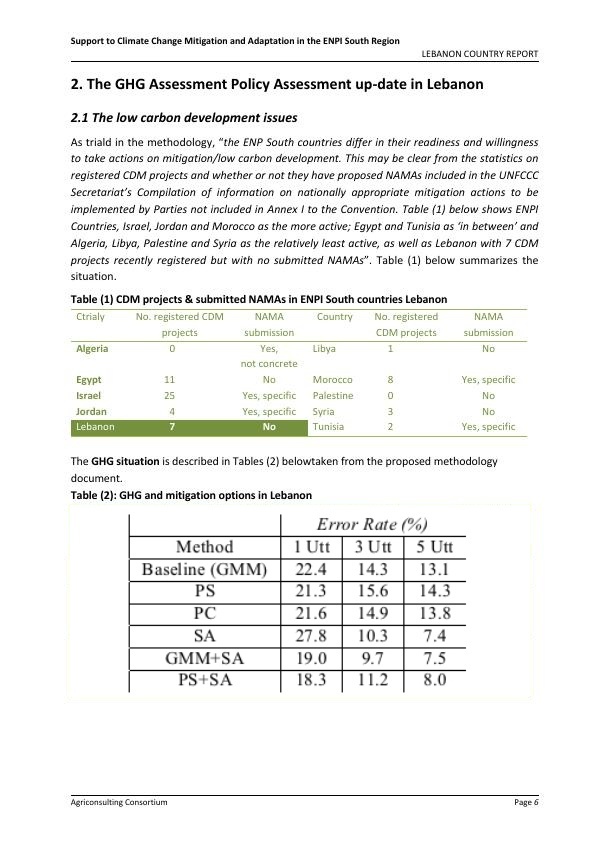 Support to Climate Change Mitigation and Adaptation in the ENPI South Region
LEBANON COUNTRY REPORT
2. The GHG Assessment Policy Assessment up-date in Lebanon
2.1 The low carbon development issues
As triald in the methodology, “the ENP South countries differ in their readiness and willingness
to take actions on mitigation/low carbon development. This may be clear from the statistics on
registered CDM projects and whether or not they have proposed NAMAs included in the UNFCCC
Secretariat’s Compilation of information on nationally appropriate mitigation actions to be
implemented by Parties not included in Annex I to the Convention. Table (1) below shows ENPI
Countries, Israel, Jordan and Morocco as the more active; Egypt and Tunisia as ‘in between’ and
Algeria, Libya, Palestine and Syria as the relatively least active, as well as Lebanon with 7 CDM
projects recently registered but with no submitted NAMAs”. Table (1) below summarizes the
situation.
Table (1) CDM projects & submitted NAMAs in ENPI South countries Lebanon
Ctrialy No. registered CDM NAMA Country No. registered NAMA
projects submission CDM projects submission
Algeria 0 Yes, Libya 1 No
not concrete
Egypt 11 No Morocco 8 Yes, specific
Israel 25 Yes, specific Palestine 0 No
Jordan 4 Yes, specific Syria 3 No
Lebanon 7 No Tunisia 2 Yes, specific
The GHG situation is described in Tables (2) belowtaken from the proposed methodology
document.
Table (2): GHG and mitigation options in Lebanon
Error Rate (%)
Method 1 Utt 3 Utt 5 Utt
Baseline (GMM) 22.4 14.3 13.1
PS 21.3 15.6 14.3
PC 21.6 14.9 13.8
SA 27.8 10.3 7.4
GMM+SA 19.0 9.7 7.5
PS+SA 18.3 11.2 8.0
Agriconsulting Consortium Page 6